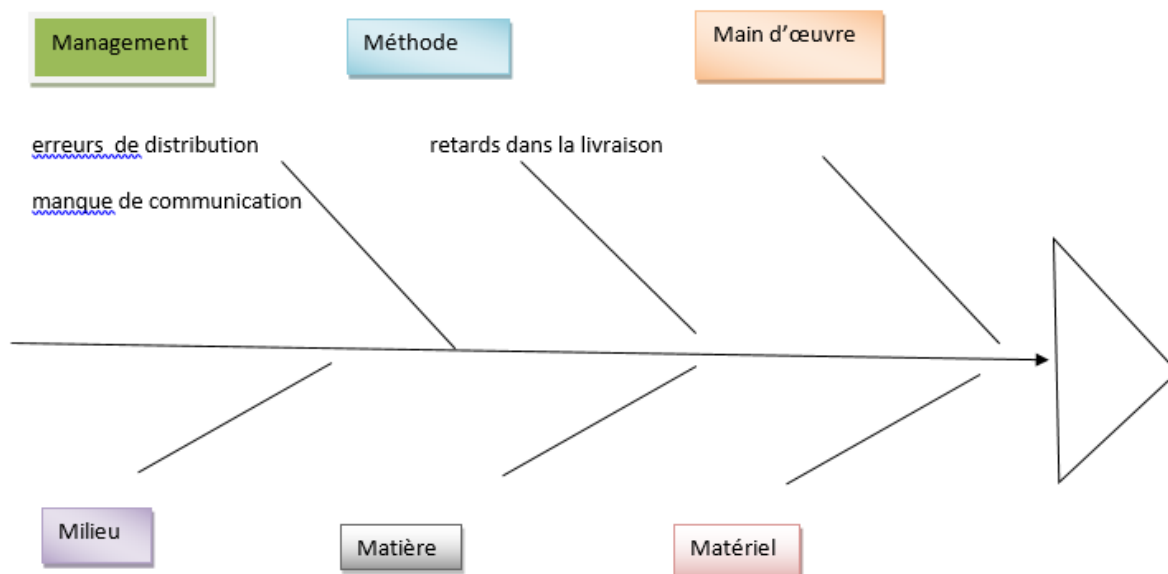 Management
Méthode
Main d’œuvre
erreurs de distribution
retards dans la livraison
manque de communication
Milieu
Matière
Matériel